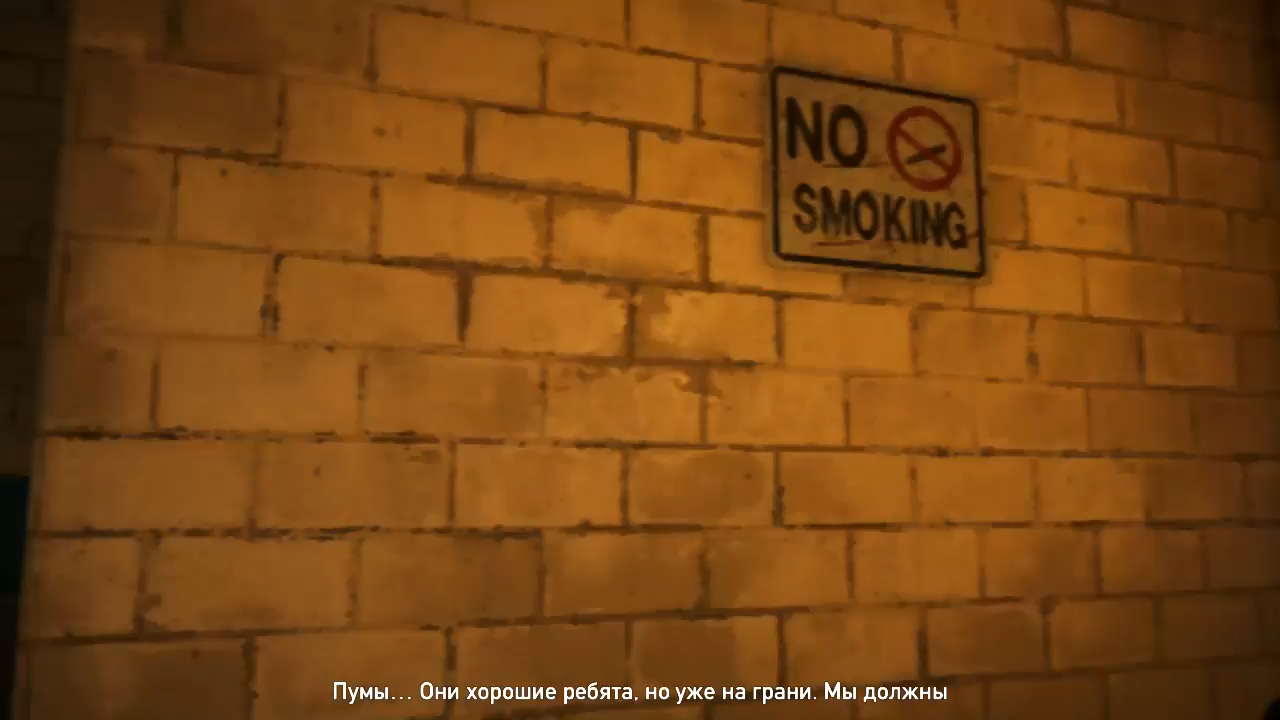 NO
SMOKING
Пумы... Они хорошие ребята, но уже на грани. Мы должны